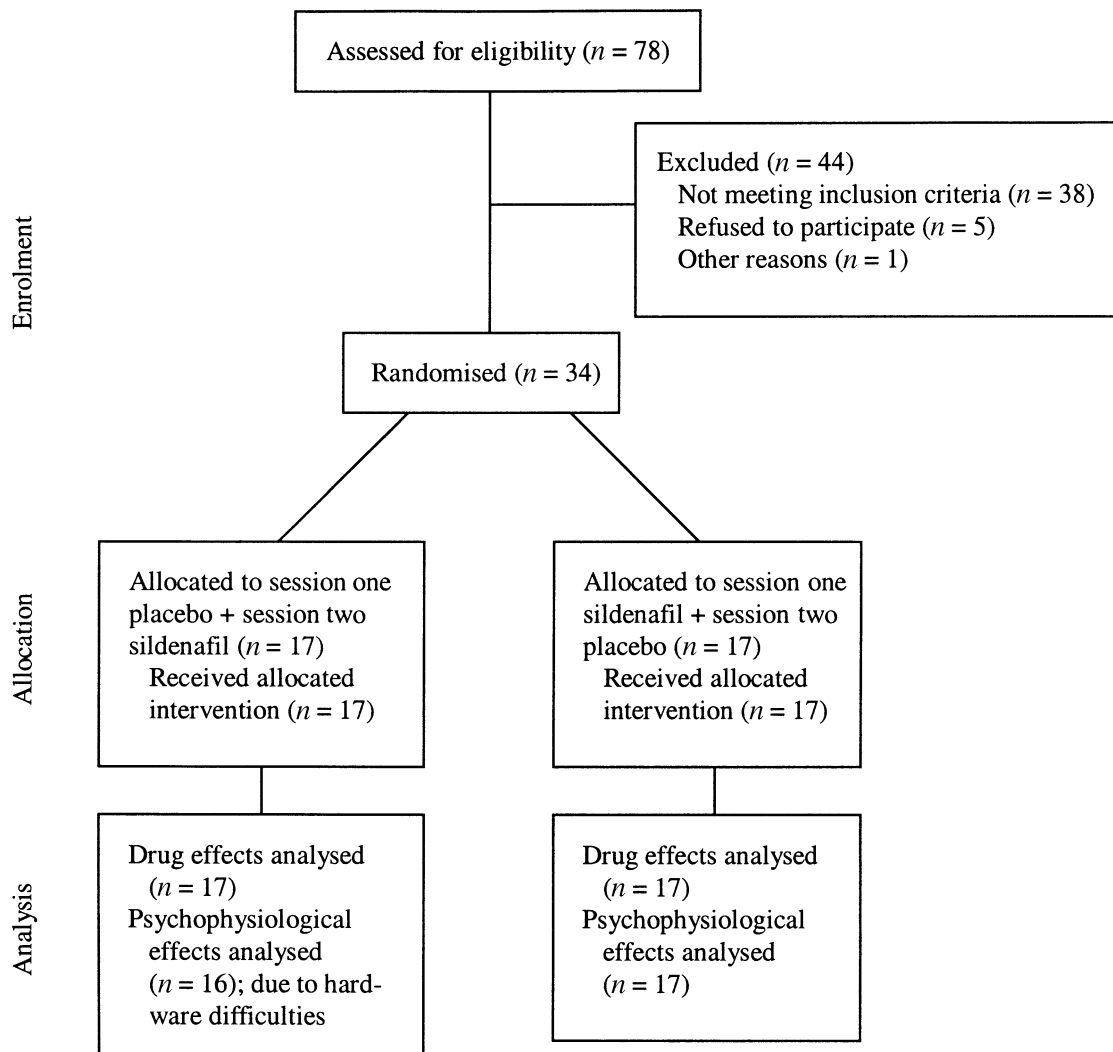 Assessed for eligibility (n = 78)
Excluded (n = 44)
Not meeting inclusion criteria (n = 38)
Refused to participate (n = 5)
Other reasons (n = 1)
Enrolment
Randomised (n = 34)
Allocation
Allocated to session one
placebo + session two
sildenafil (n = 17)
Received allocated
intervention (n = 17)
Allocated to session one
sildenafil + session two
placebo (n = 17)
Received allocated
intervention (n = 17)
Analysis
Drug effects analysed
(n = 17)
Psychophysiological
effects analysed
(n = 16); due to hard-
ware difficulties
Drug effects analysed
(n = 17)
Psychophysiological
effects analysed
(n = 17)